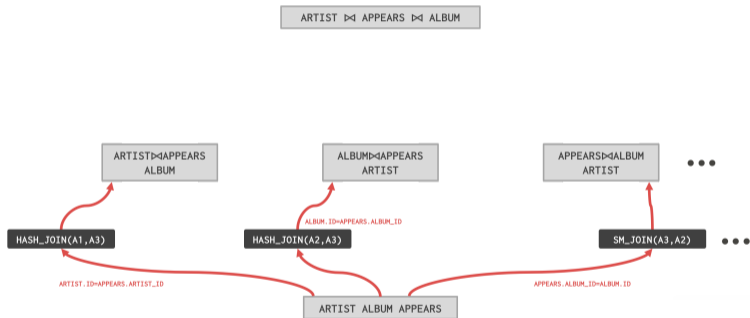 ARTIST ⋈ APPEARS ⋈ ALBUM
ARTIST⋈APPEARS
ALBUM
ALBUM⋈APPEARS
ARTIST
APPEARS⋈ALBUM
ARTIST
ALBUM.ID=APPEARS.ALBUM_ID
HASH_JOIN(A1,A3)
HASH_JOIN(A2,A3)
SM_JOIN(A3,A2)
ARTIST.ID=APPEARS.ARTIST_ID
APPEARS.ALBUM_ID=ALBUM.ID
ARTIST ALBUM APPEARS